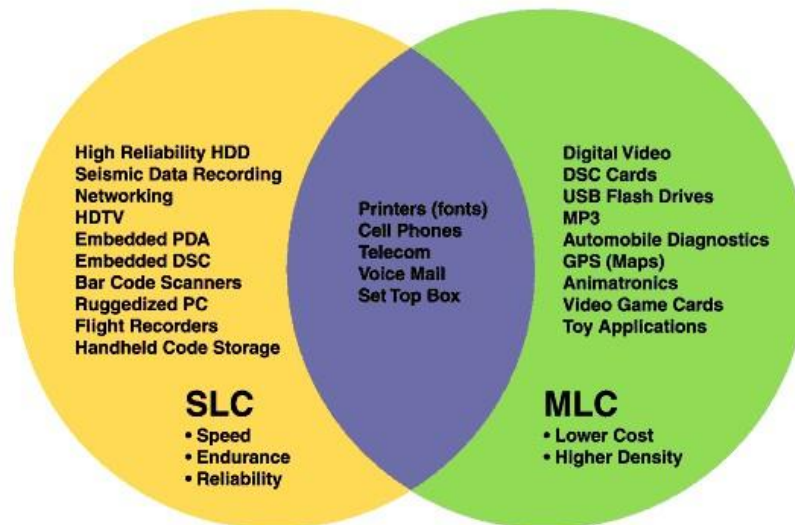 High Reliability HDD
Seismic Data Recording
Networking
HDTV
Embedded PDA
Embedded DSC
Bar Code Scanners
Ruggedized PC
Flight Recorders
Handheld Code Storage
SLC
• Speed
• Endurance
• Reliability
Printers (fonts)
Cell Phones
Telecom
Voice Mail
Set Top Box
Digital Video
DSC Cards
USB Flash Drives
MP3
Automobile Diagnostics
GPS (Maps)
Animatronics
Video Game Cards
Toy Applications
MLC
• Lower Cost
• Higher Density